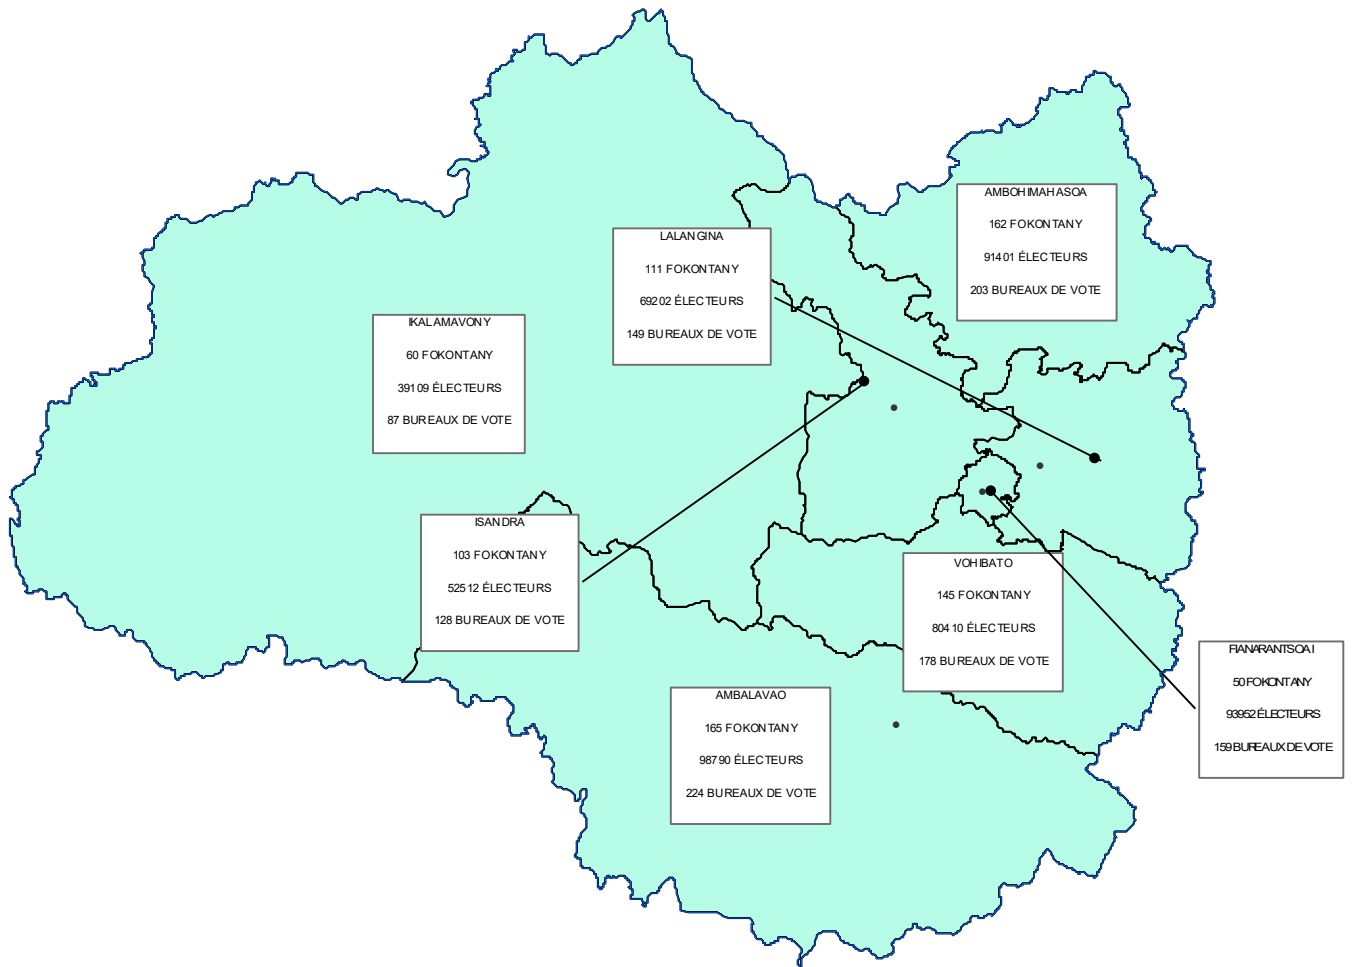 AMBOHIMAHASOA
162 FOKONTANY
91401 ÉLECTEURS
203 BUREAUX DE VOTE
LALANGINA
111 FOKONTANY
69202 ÉLECTEURS
149 BUREAUX DE VOTE
IKALAMAVONY
60 FOKONTANY
39109 ÉLECTEURS
87 BUREAUX DE VOTE
ISANDRA
103 FOKONTANY
52512 ÉLECTEURS
128 BUREAUX DE VOTE
VOHIBATO
145 FOKONTANY
80410 ÉLECTEURS
178 BUREAUX DE VOTE
FIANARANTSOA I
50 FOKONTANY
93952 ÉLECTEURS
159 BUREAUX DE VOTE
AMBALAVAO
165 FOKONTANY
98790 ÉLECTEURS
224 BUREAUX DE VOTE